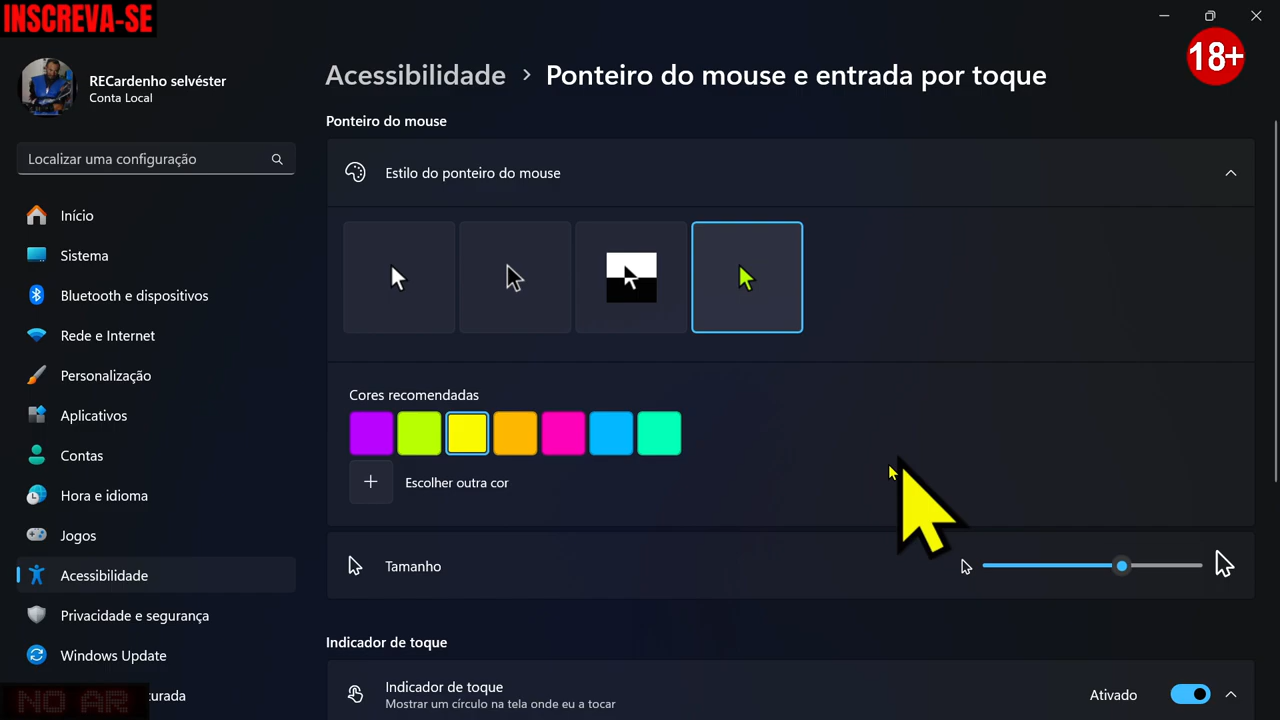 INSCREVA-SE
18+
RECardenho selvéster
Conta Local
Localizar uma configuração
Início
Sistema
Bluetooth e dispositivos
Rede e Internet
Personalização
Aplicativos
Contas
Hora e idioma
Jogos
Acessibilidade
Privacidade e segurança
Windows Update
NO AR
urada
Acessibilidade > Ponteiro do mouse e entrada por toque
Ponteiro do mouse
Estilo do ponteiro do mouse
Cores recomendadas
Escolher outra cor
Tamanho
Indicador de toque
Indicador de toque
Mostrar um círculo na tela onde eu a tocar
Ativado